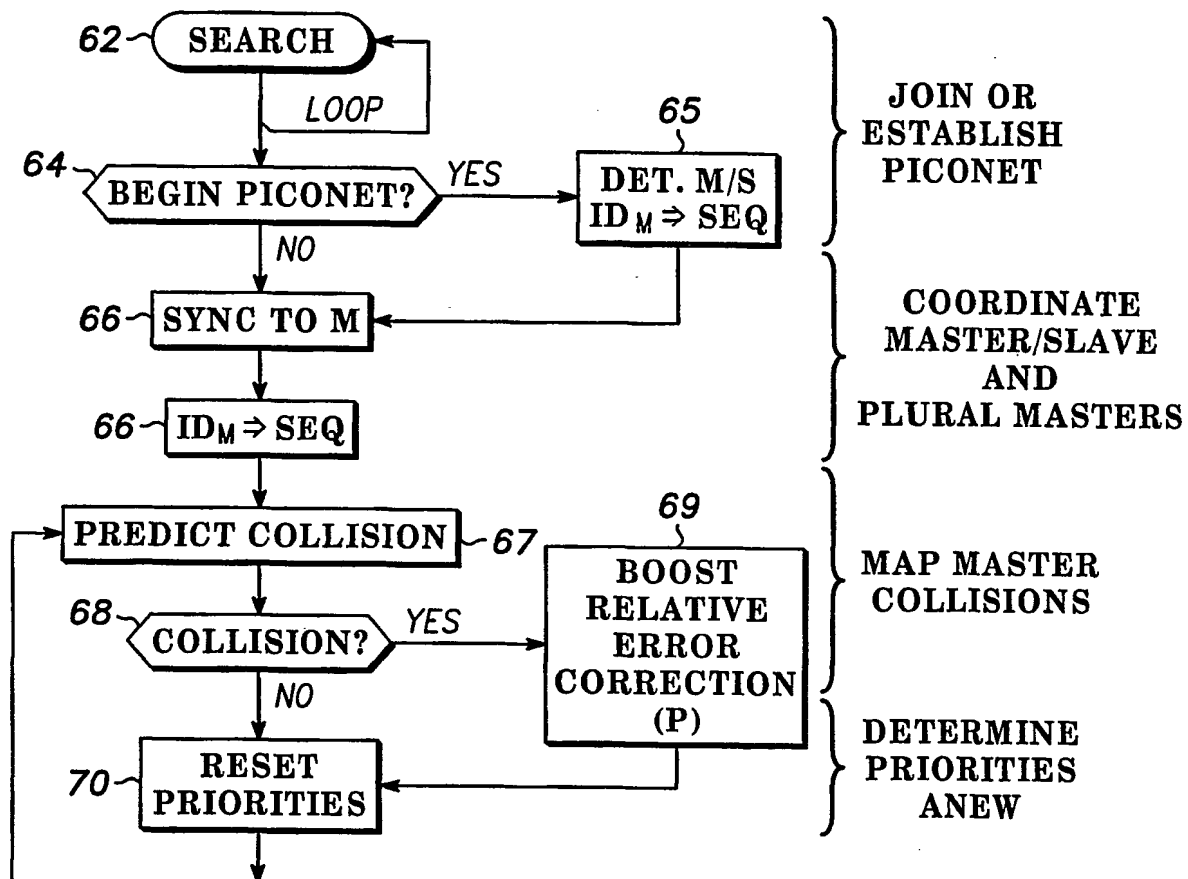 62 SEARCH
LOOP
JOIN OR
ESTABLISH
PICONET
65
64 BEGIN PICONET? YES
DET. M/S
ID_M ⇒ SEQ
NO
66 SYNC TO M
COORDINATE
MASTER/SLAVE
AND
PLURAL MASTERS
66 ID_M ⇒ SEQ
PREDICT COLLISION 67
69
BOOST
RELATIVE
ERROR
CORRECTION
(P)
MAP MASTER
COLLISIONS
68 COLLISION? YES
NO
70 RESET
PRIORITIES
DETERMINE
PRIORITIES
ANEW